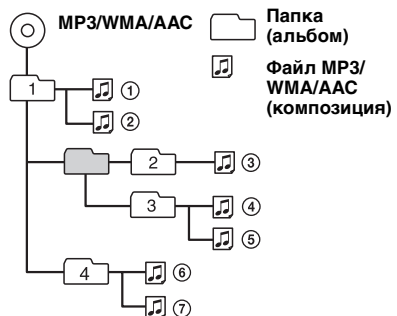 MP3/WMA/AAC
Папка
(альбом)
Файл MP3/
WMA/AAC
(композиция)
1
①
②
2
③
3
④
⑤
4
⑥
⑦